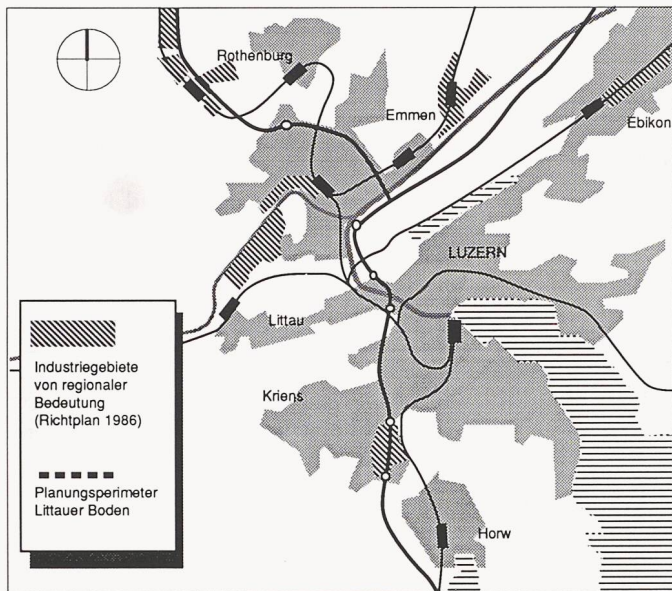 Rothenburg
Emmen
Ebikon
LUZERN
Littau
Kriens
Horw
Industriegebiete
von regionaler
Bedeutung
(Richtplan 1986)
Planungsperimeter
Littauer Boden